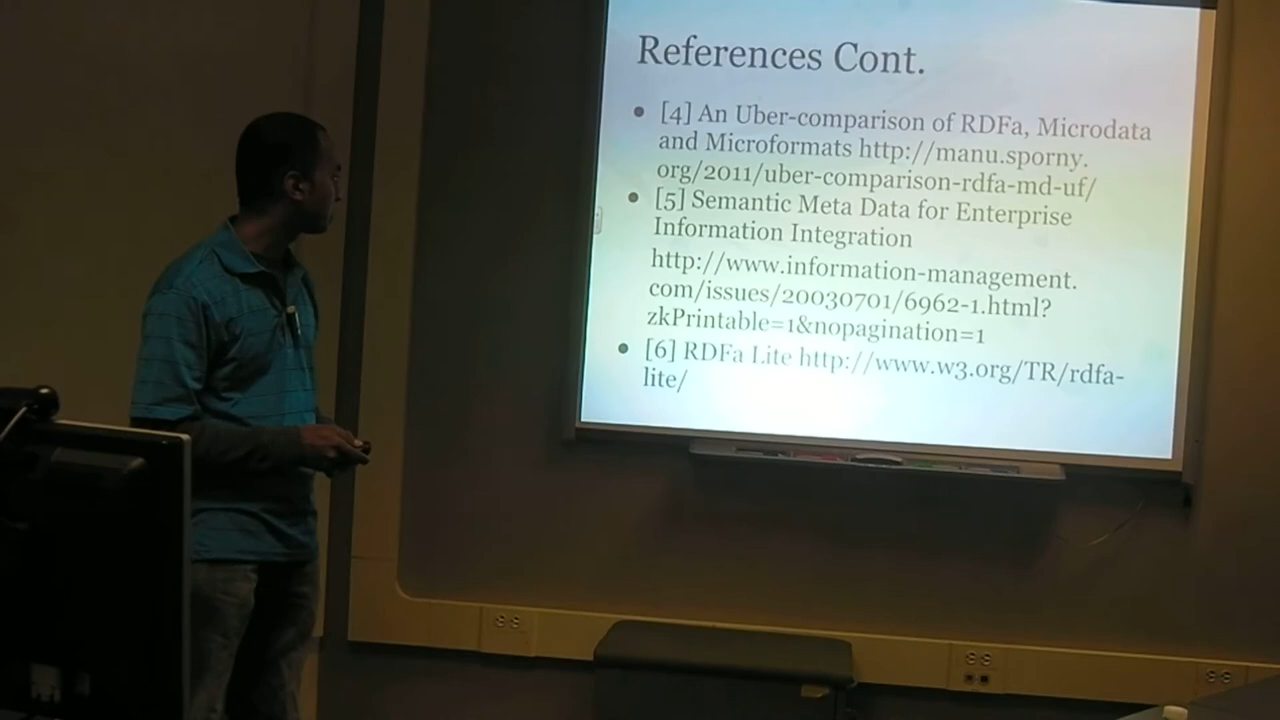 References Cont.
[4] An Uber-comparison of RDFa, Microdata
and Microformats http://manu.sporny.
org/2011/uber-comparison-rdfa-md-uf/
[5] Semantic Meta Data for Enterprise
Information Integration
http://www.information-management.
com/issues/20030701/6962-1.html?
zkPrintable=1&nopagination=1
[6] RDFa Lite http://www.w3.org/TR/rdfa-
lite/